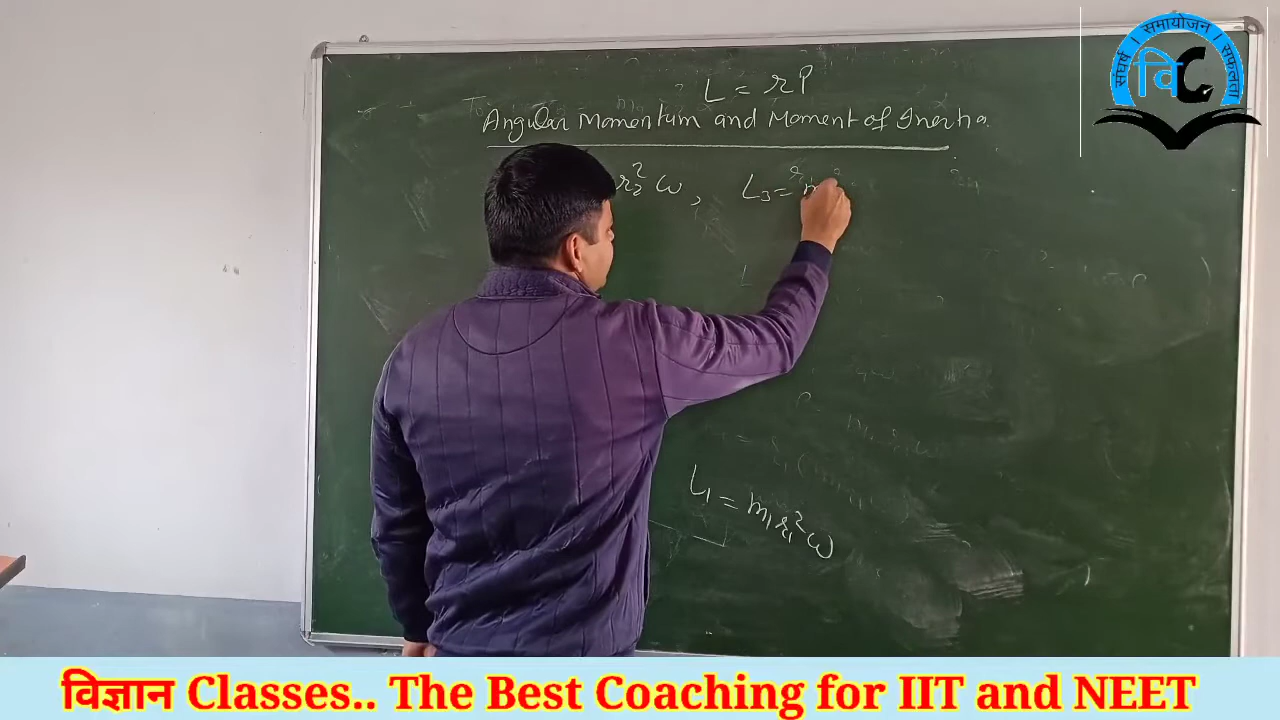 संघर्ष । समायोजन । सफलता
वि C
L = rP
Angular Momentum and Moment of Inertia.
r₂² ω, L₃ =
L₁ = m₁r₁²ω
विज्ञान Classes.. The Best Coaching for IIT and NEET